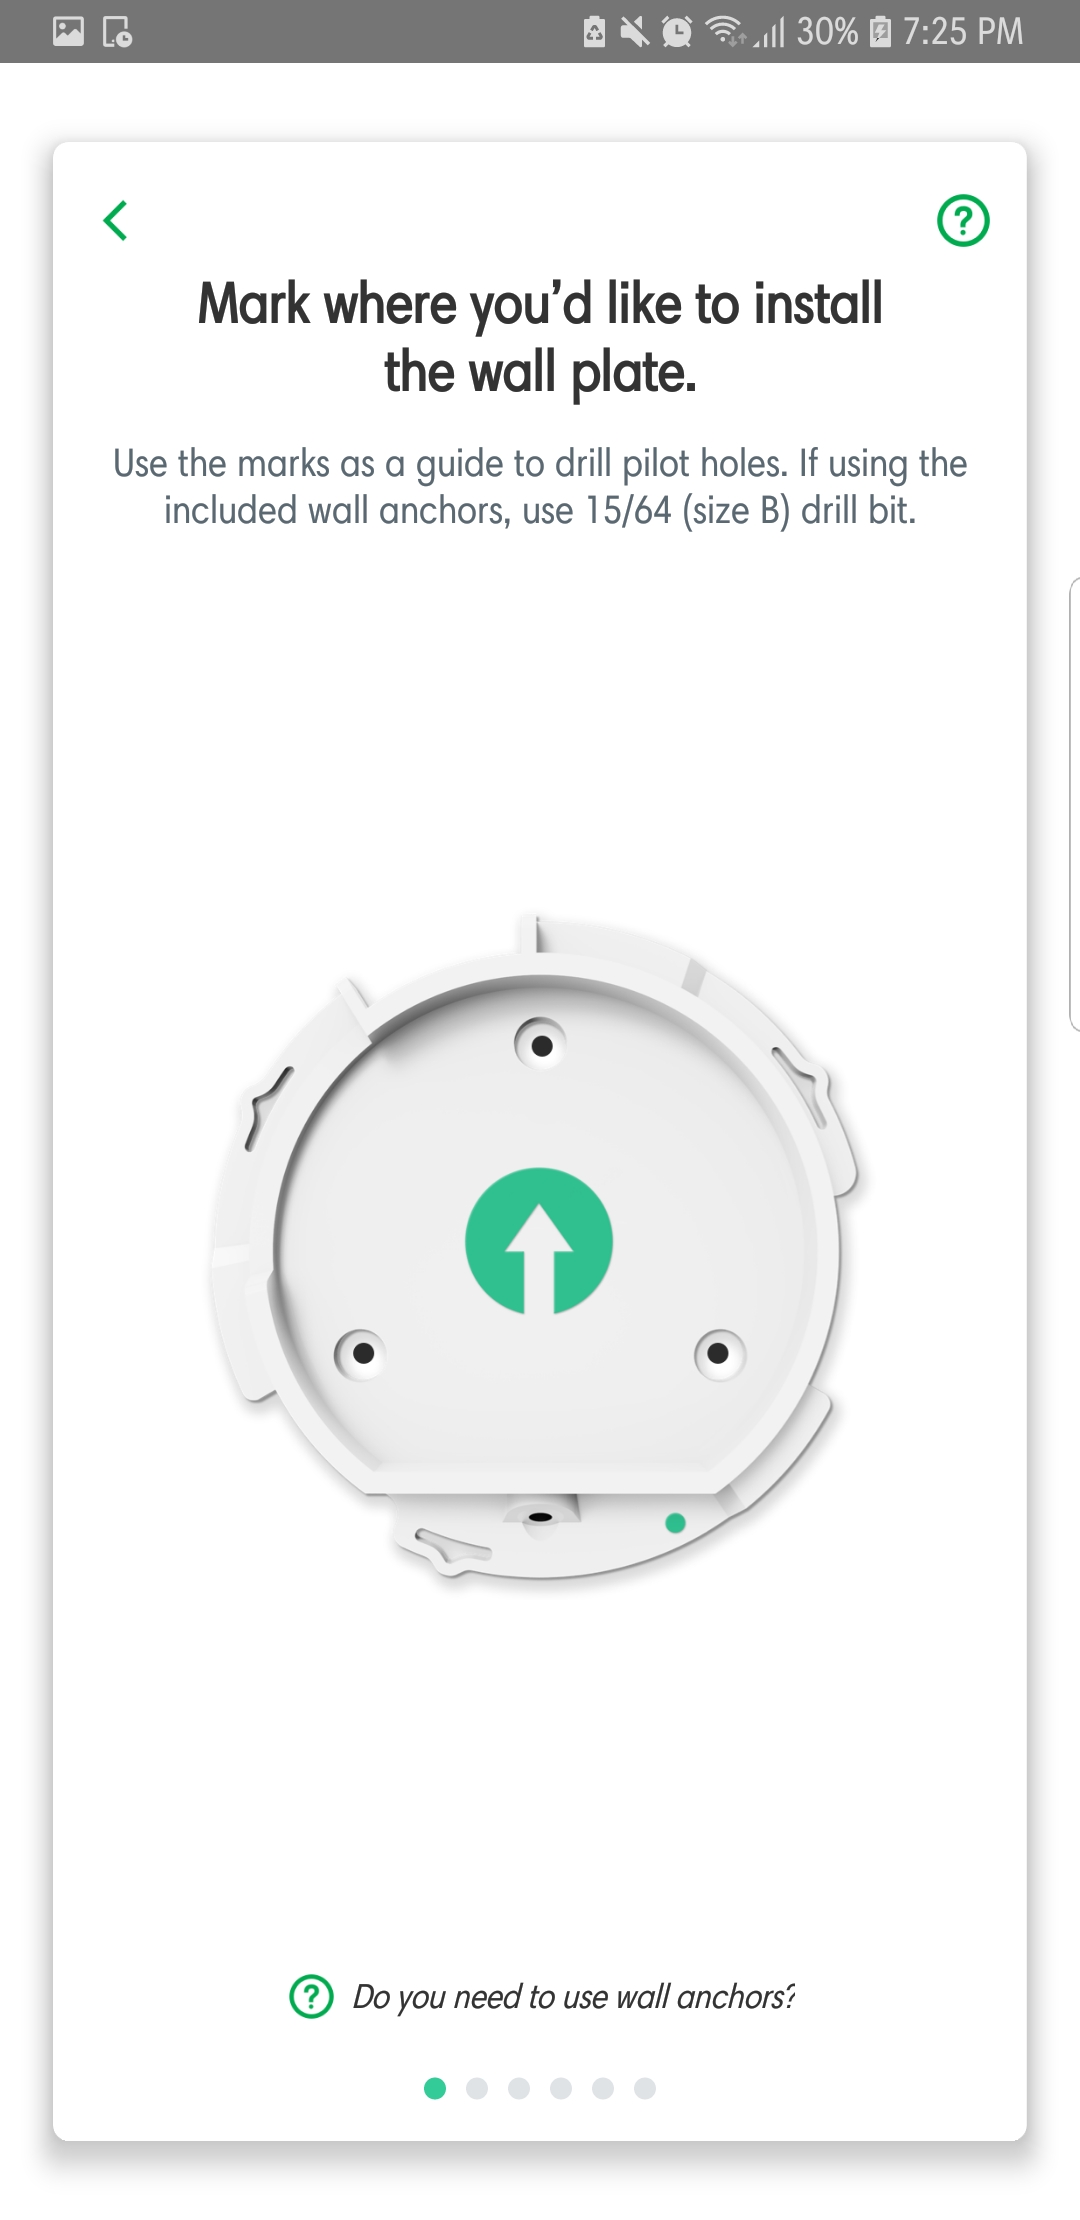 30% 7:25 PM
Mark where you’d like to install
the wall plate.
Use the marks as a guide to drill pilot holes. If using the
included wall anchors, use 15/64 (size B) drill bit.
Do you need to use wall anchors?